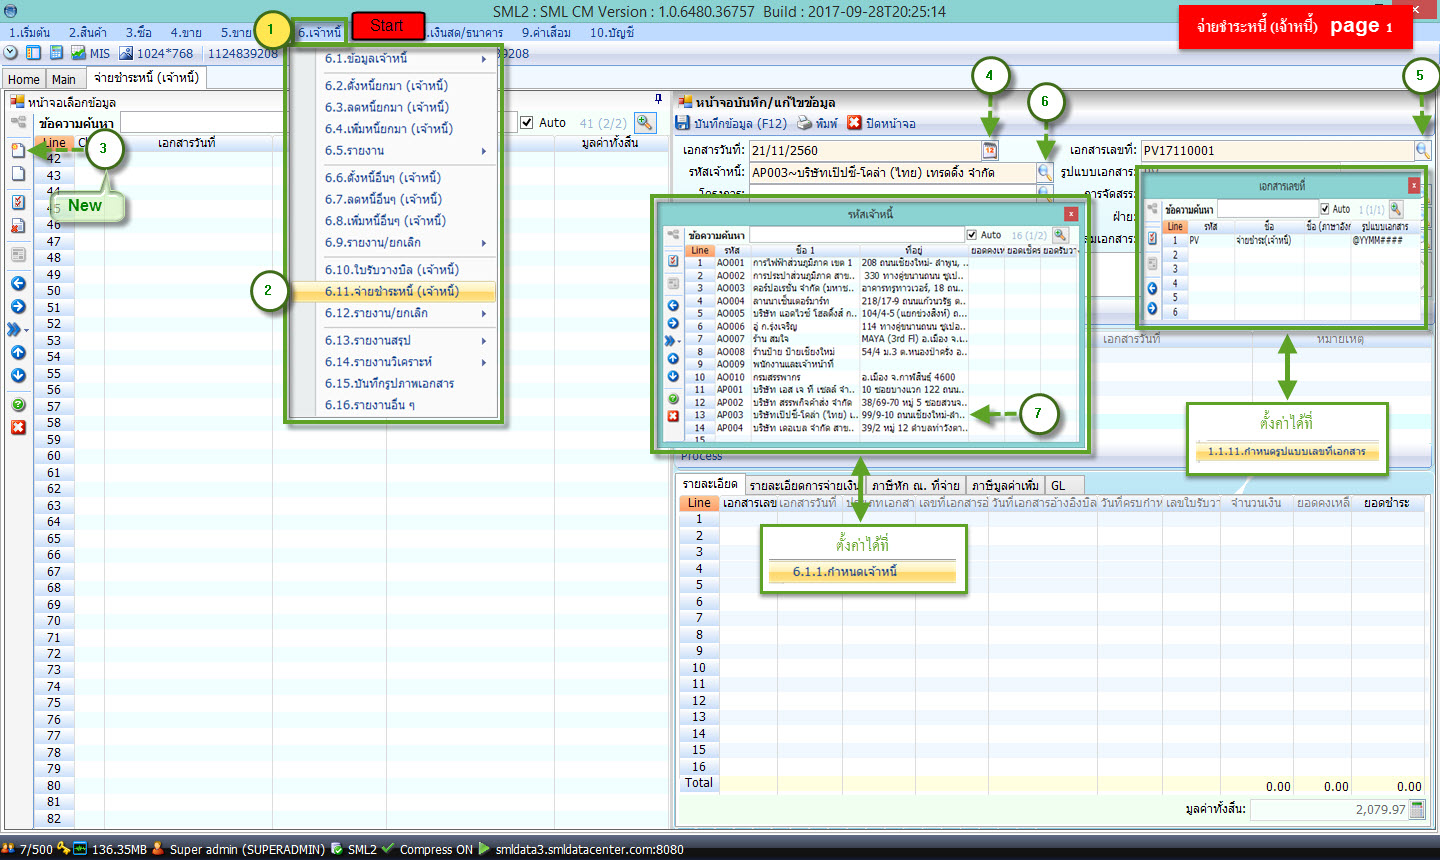 SML2 : SML CM Version : 1.0.6480.36757 Build : 2017-09-28T20:25:14
จ่ายชำระหนี้ (เจ้าหนี้) page 1
1.เริ่มต้น 2.สินค้า 3.ซื้อ 4.ขาย 5.ขาย 1 6.เจ้าหนี้ Start .เงินสด/ธนาคาร 9.ค่าเสื่อม 10.บัญชี
MIS 1024*768 1124839208 39208
Home Main จ่ายชำระหนี้ (เจ้าหนี้)
หน้าจอเลือกข้อมูล
ข้อความค้นหา Auto 41 (2/2)
Line เอกสารวันที่ มูลค่าทั้งสิ้น
42
43
44
45
46
47
48
49
50
51
52
53
54
55
56
57
58
59
60
61
62
63
64
65
66
67
68
69
70
71
72
73
74
75
76
77
78
79
80
81
82
3
New
6.1.ข้อมูลเจ้าหนี้
6.2.ตั้งหนี้ยกมา (เจ้าหนี้)
6.3.ลดหนี้ยกมา (เจ้าหนี้)
6.4.เพิ่มหนี้ยกมา (เจ้าหนี้)
6.5.รายงาน
6.6.ตั้งหนี้อื่นๆ (เจ้าหนี้)
6.7.ลดหนี้อื่นๆ (เจ้าหนี้)
6.8.เพิ่มหนี้อื่นๆ (เจ้าหนี้)
6.9.รายงาน/ยกเลิก
6.10.ใบรับวางบิล (เจ้าหนี้)
2 6.11.จ่ายชำระหนี้ (เจ้าหนี้)
6.12.รายงาน/ยกเลิก
6.13.รายงานสรุป
6.14.รายงานวิเคราะห์
6.15.บันทึกรูปภาพเอกสาร
6.16.รายงานอื่น ๆ
หน้าจอบันทึก/แก้ไขข้อมูล
บันทึกข้อมูล (F12) พิมพ์ ปิดหน้าจอ
4 5 6
เอกสารวันที่: 21/11/2560 12 เอกสารเลขที่: PV17110001
รหัสเจ้าหนี้: AP003~บริษัทเป๊ปซี่-โคล่า (ไทย) เทรดดิ้ง จำกัด รูปแบบเอกสาร:
โครงการ: การจัดสรร:
ฝ่าย:
รหัสเจ้าหนี้
ข้อความค้นหา Auto 16 (1/2)
Line รหัส ชื่อ 1 ที่อยู่ ยอดคงเห ยอดเช็คร ยอดรับวา
1 AO001 การไฟฟ้าส่วนภูมิภาค เขต 1 208 ถนนเชียงใหม่- ลำพูน, ..
2 AO002 การประปาส่วนภูมิภาค สาข.. 330 ทางคู่ขนานถนน ซุเปอ..
3 AO003 คอร์ปอเรชั่น จำกัด (มหาช.. อาคารทรูทาวเวอร์, 18 ถน..
4 AO004 ลานนาเซ็นเตอร์มาร์ท 218/17-9 ถนนแก้วนวรัฐ ต..
5 AO005 บริษัท แอดไวซ์ โฮลดิ้งส์ ก.. 104/4-5 (แยกข่วงสิงห์) ถ..
6 AO006 อู่ ก.รุ่งเจริญ 114 ทางคู่ขนานถนน ซุเปอ..
7 AO007 ร้าน สมใจ MAYA (3rd Fl) อ.เมือง จ.เ..
8 AO008 ร้านป้าย ป้ายเชียงใหม่ 54/4 ม.3 ต.หนองป่าครั่ง อ..
9 AO009 พนักงานและเจ้าหน้าที่
10 AO010 กรมสรรพากร อ.เมือง จ.กาฬสินธุ์ 4600
11 AP001 บริษัท เอส เจ ที เซลล์ จำ.. 10 ซอยบางแวก 122 ถนน..
12 AP002 บริษัท สรรพกิจค้าส่ง จำกัด 38/69-70 หมู่ 5 ซอยสวนจ..
13 AP003 บริษัทเป๊ปซี่-โคล่า (ไทย) เ.. 99/9-10 ถนนเชียงใหม่-ลำ.. 7
14 AP004 บริษัท เดอเบล จำกัด สาข.. 39/2 หมู่ 12 ตำบลท่าวังตา..
15
เอกสารเลขที่
ข้อความค้นหา Auto 1 (1/1)
Line รหัส ชื่อ ชื่อ (ภาษาอังก รูปแบบเอกสาร
1 PV จ่ายชำระ(เจ้าหนี้) @YYMM####
2
3
4
5
6
เอกสารวันที่ หมายเหตุ
ตั้งค่าได้ที่
1.1.11.กำหนดรูปแบบเลขที่เอกสาร
Process
รายละเอียด รายละเอียดการจ่ายเงิน ภาษีหัก ณ. ที่จ่าย ภาษีมูลค่าเพิ่ม GL
Line เอกสารเลข เอกสารวันที่ ประเภทเอกสา เลขที่เอกสารอ้ วันที่เอกสารอ้างอิงบิล วันที่ครบกำห เลขใบรับวา จำนวนเงิน ยอดคงเหลื ยอดชำระ
1
2
3
4
5
6
7
8
9
10
11
12
13
14
15
16
ตั้งค่าได้ที่
6.1.1.กำหนดเจ้าหนี้
Total 0.00 0.00 0.00
มูลค่าทั้งสิ้น: 2,079.97
7/500 136.35MB Super admin (SUPERADMIN) SML2 Compress ON smldata3.smldatacenter.com:8080